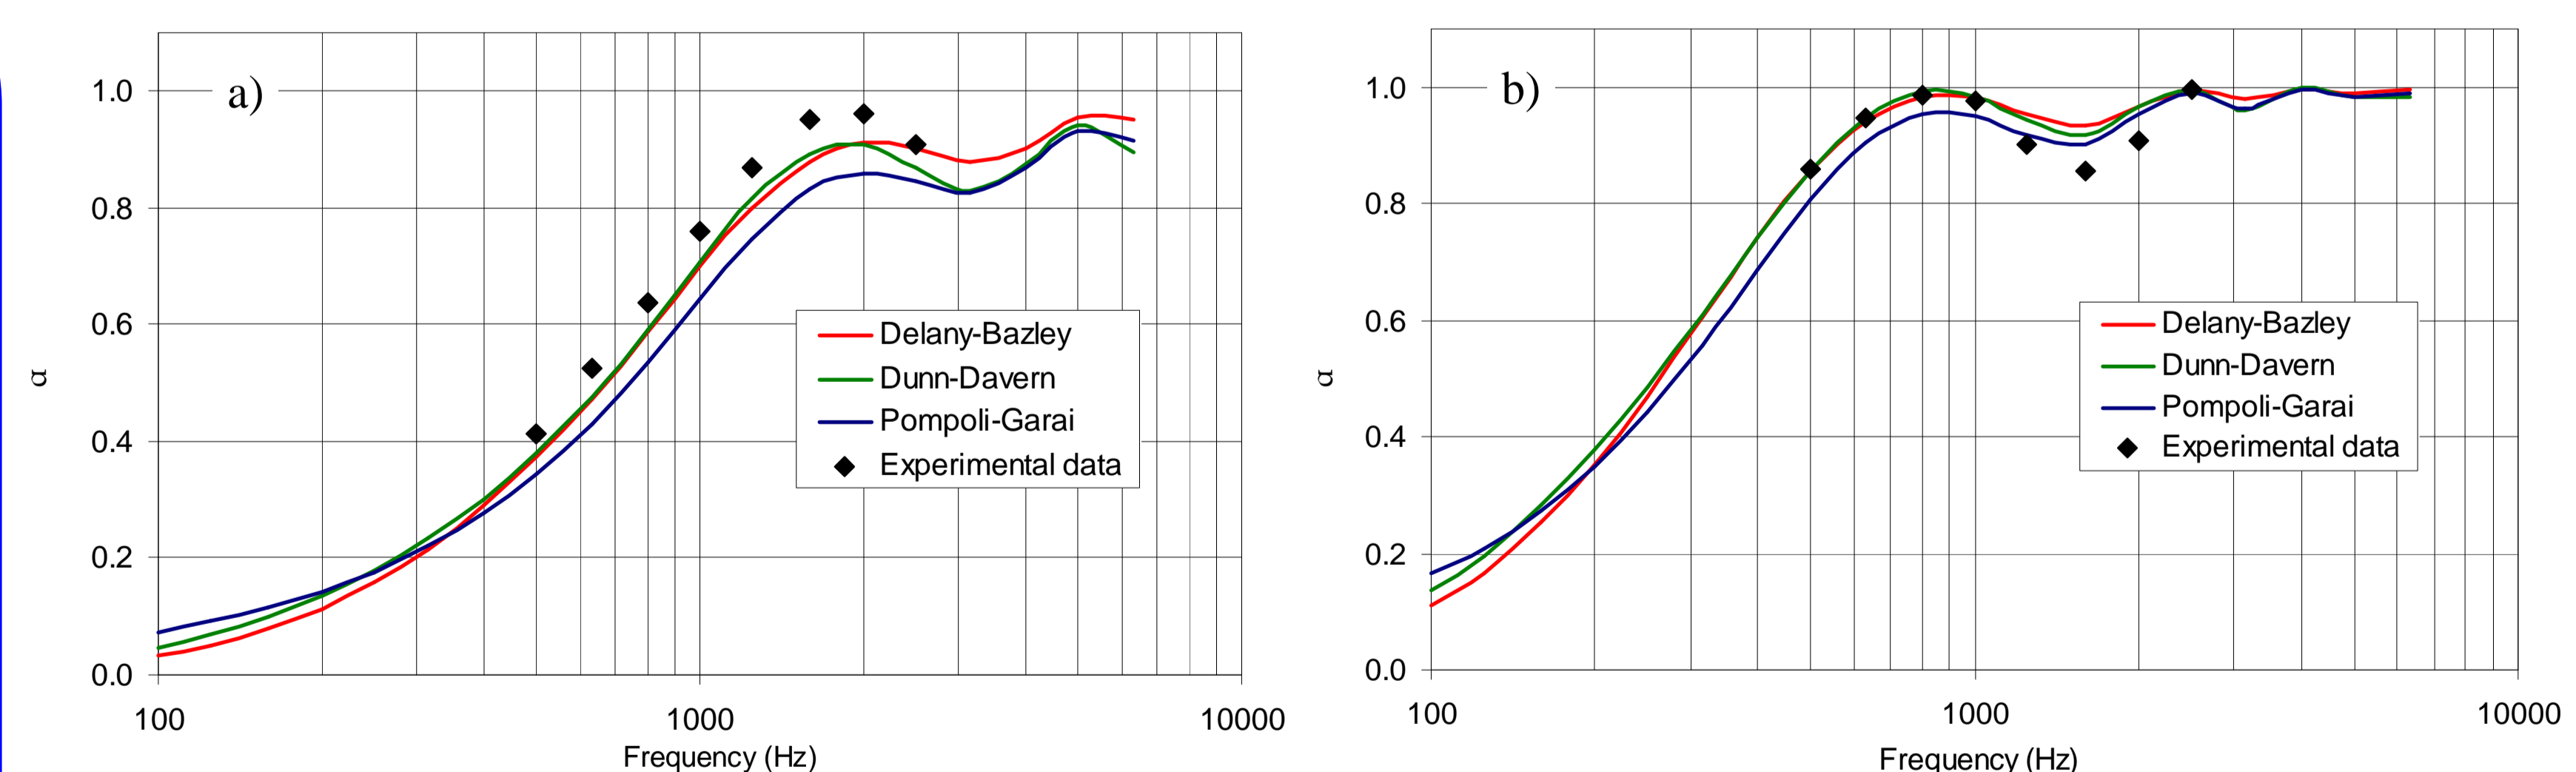 a)
1.0
0.8
0.6
0.4
0.2
0.0
α
100
1000
10000
Frequency (Hz)
Delany-Bazley
Dunn-Davern
Pompoli-Garai
Experimental data
b)
1.0
0.8
0.6
0.4
0.2
0.0
α
100
1000
10000
Frequency (Hz)
Delany-Bazley
Dunn-Davern
Pompoli-Garai
Experimental data